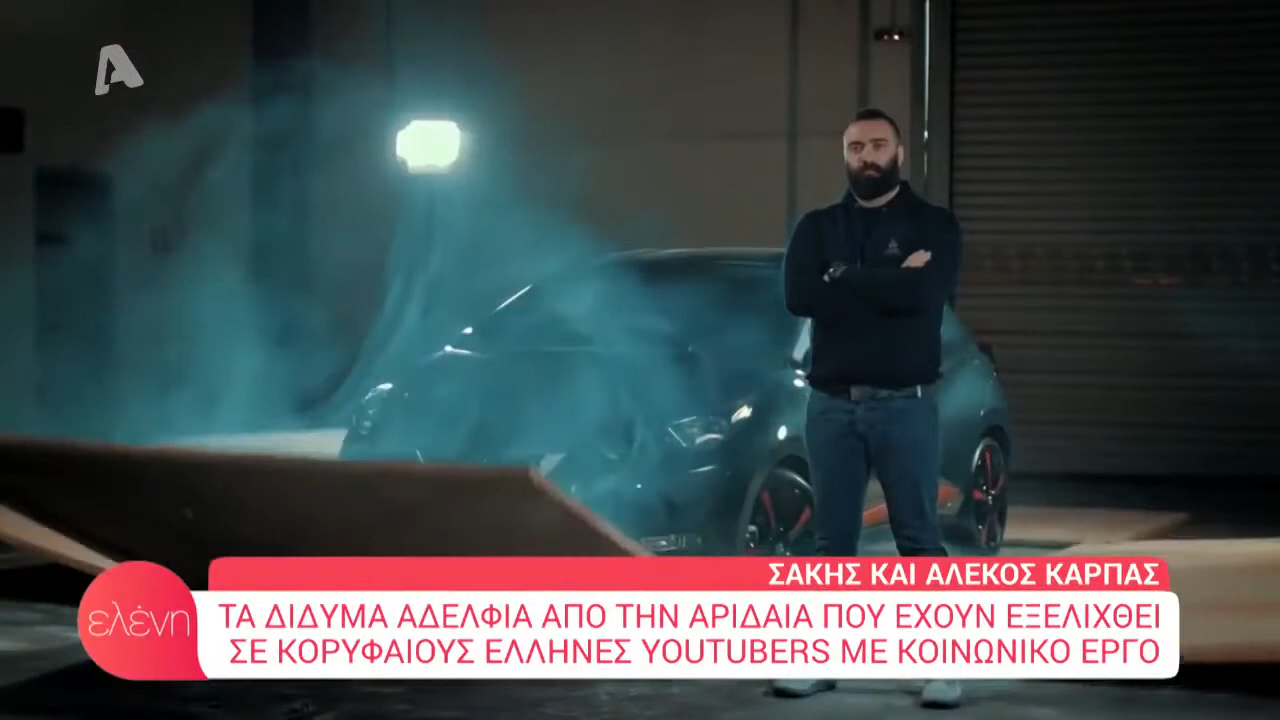 ΣΑΚΗΣ ΚΑΙ ΑΛΕΚΟΣ ΚΑΡΠΑΣ
ελένη
ΤΑ ΔΙΔΥΜΑ ΑΔΕΛΦΙΑ ΑΠΟ ΤΗΝ ΑΡΙΔΑΙΑ ΠΟΥ ΕΧΟΥΝ ΕΞΕΛΙΧΘΕΙ
ΣΕ ΚΟΡΥΦΑΙΟΥΣ ΕΛΛΗΝΕΣ YOUTUBERS ΜΕ ΚΟΙΝΩΝΙΚΟ ΕΡΓΟ